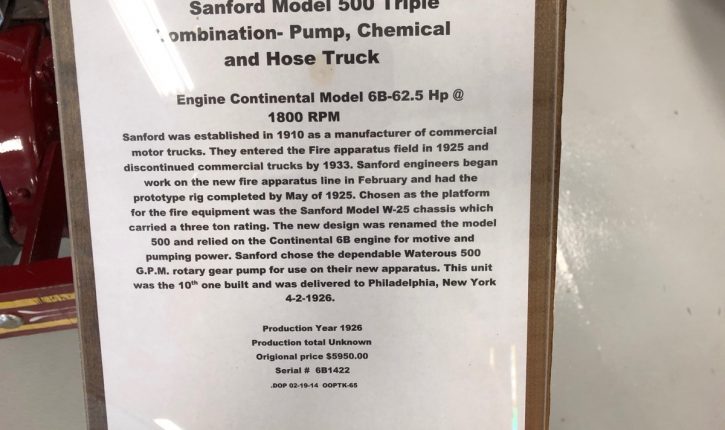 Sanford Model 500 Triple
Combination- Pump, Chemical
and Hose Truck
Engine Continental Model 6B-62.5 Hp @
1800 RPM
Sanford was established in 1910 as a manufacturer of commercial
motor trucks. They entered the Fire apparatus field in 1925 and
discontinued commercial trucks by 1933. Sanford engineers began
work on the new fire apparatus line in February and had the
prototype rig completed by May of 1925. Chosen as the platform
for the fire equipment was the Sanford Model W-25 chassis which
carried a three ton rating. The new design was renamed the model
500 and relied on the Continental 6B engine for motive and
pumping power. Sanford chose the dependable Waterous 500
G.P.M. rotary gear pump for use on their new apparatus. This unit
was the 10th one built and was delivered to Philadelphia, New York
4-2-1926.
Production Year 1926
Production total Unknown
Origional price $5950.00
Serial # 6B1422
.DOP 02-19-14 OOPTK-65